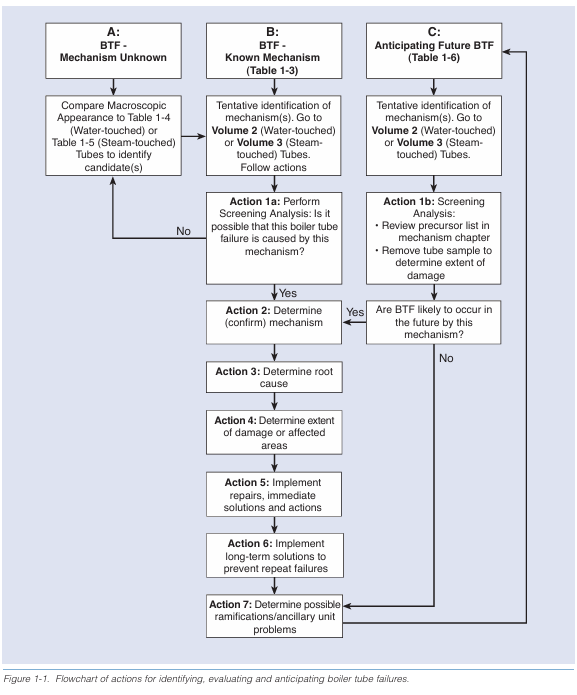 A:
BTF -
Mechanism Unknown
B:
BTF -
Known Mechanism
(Table 1-3)
C:
Anticipating Future BTF
(Table 1-6)
Compare Macroscopic
Appearance to Table 1-4
(Water-touched) or
Table 1-5 (Steam-touched)
Tubes to identify
candidate(s)
Tentative identification of
mechanism(s). Go to
Volume 2 (Water-touched)
or Volume 3 (Steam-
touched) Tubes.
Follow actions
Tentative identification of
mechanism(s). Go to
Volume 2 (Water-touched)
or Volume 3 (Steam-
touched) Tubes.
Action 1a: Perform
Screening Analysis: Is it
possible that this boiler tube
failure is caused by this
mechanism?
Action 1b: Screening
Analysis:
• Review precursor list in
mechanism chapter
• Remove tube sample to
determine extent of
damage
No
Yes
Action 2: Determine
(confirm) mechanism
Yes
Are BTF likely to occur in
the future by this
mechanism?
No
Action 3: Determine root
cause
Action 4: Determine extent
of damage or affected
areas
Action 5: Implement
repairs, immediate
solutions and actions
Action 6: Implement
long-term solutions to
prevent repeat failures
Action 7: Determine possible
ramifications/ancillary unit
problems
Figure 1-1. Flowchart of actions for identifying, evaluating and anticipating boiler tube failures.